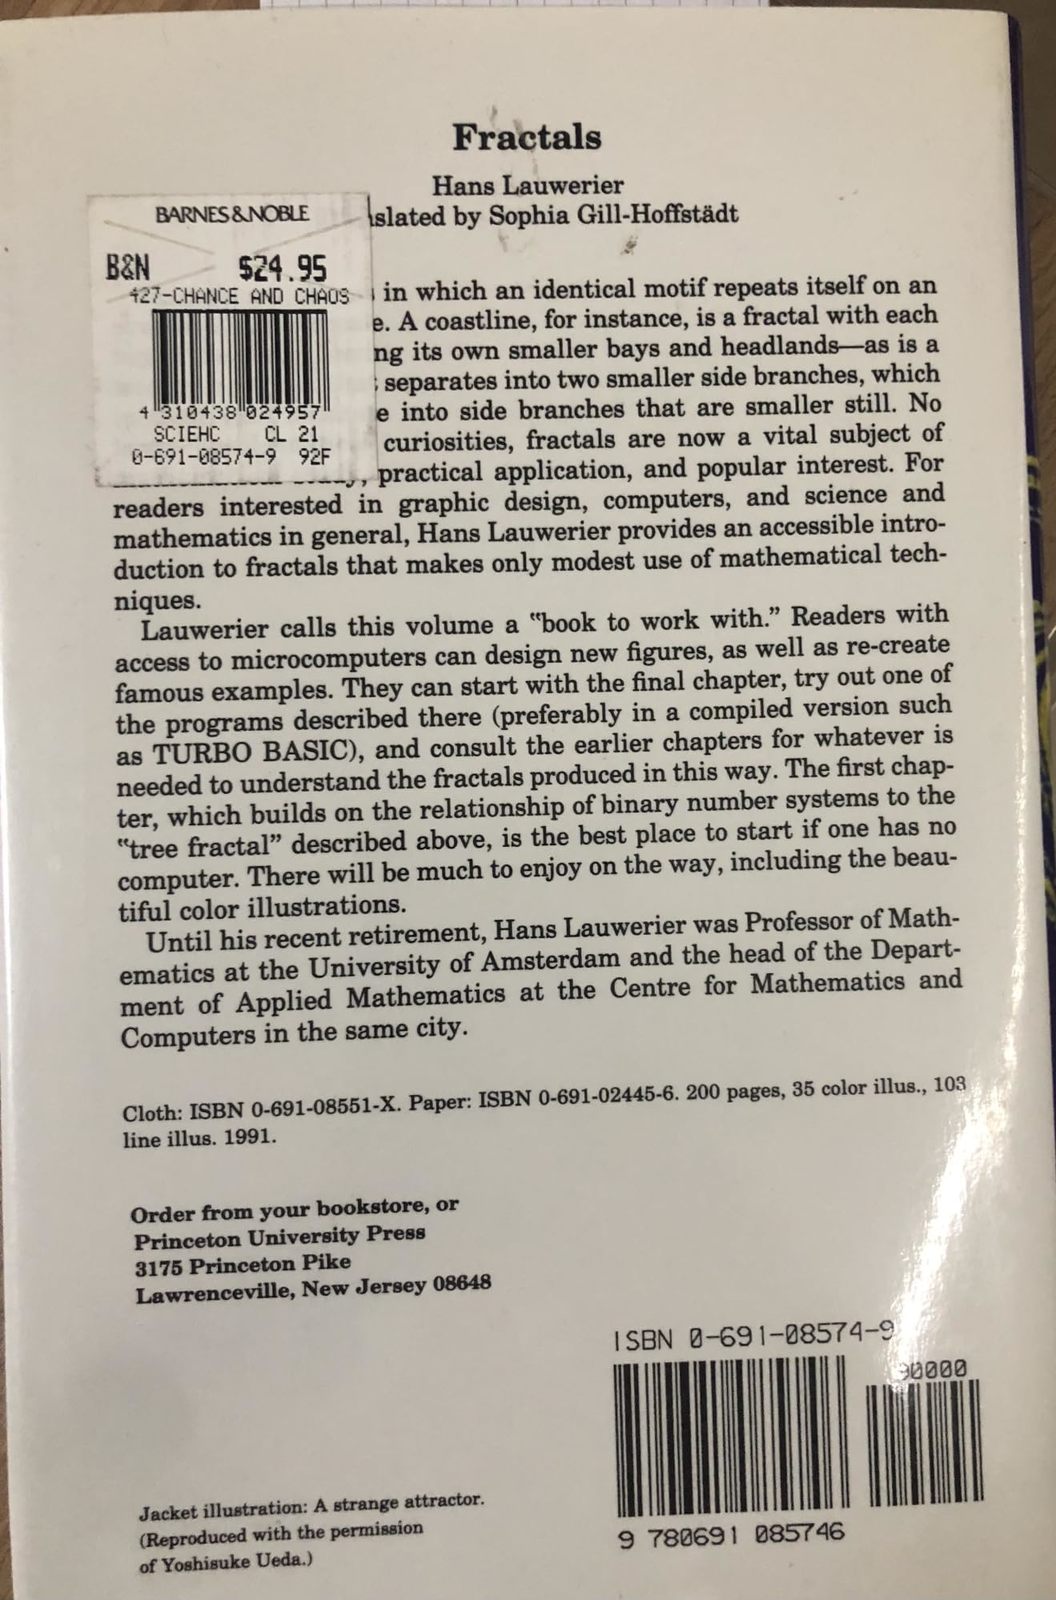 Fractals
Hans Lauwerier
slated by Sophia Gill-Hoffstädt
BARNES & NOBLE
B&N $24.95
427-CHANCE AND CHAOS
4 310438 024957
SCIEHC CL 21
0-691-08574-9 92F
in which an identical motif repeats itself on an
e. A coastline, for instance, is a fractal with each
ng its own smaller bays and headlands—as is a
separates into two smaller side branches, which
e into side branches that are smaller still. No
curiosities, fractals are now a vital subject of
, practical application, and popular interest. For
readers interested in graphic design, computers, and science and
mathematics in general, Hans Lauwerier provides an accessible intro-
duction to fractals that makes only modest use of mathematical tech-
niques.
Lauwerier calls this volume a "book to work with." Readers with
access to microcomputers can design new figures, as well as re-create
famous examples. They can start with the final chapter, try out one of
the programs described there (preferably in a compiled version such
as TURBO BASIC), and consult the earlier chapters for whatever is
needed to understand the fractals produced in this way. The first chap-
ter, which builds on the relationship of binary number systems to the
"tree fractal" described above, is the best place to start if one has no
computer. There will be much to enjoy on the way, including the beau-
tiful color illustrations.
Until his recent retirement, Hans Lauwerier was Professor of Math-
ematics at the University of Amsterdam and the head of the Depart-
ment of Applied Mathematics at the Centre for Mathematics and
Computers in the same city.
Cloth: ISBN 0-691-08551-X. Paper: ISBN 0-691-02445-6. 200 pages, 35 color illus., 103
line illus. 1991.
Order from your bookstore, or
Princeton University Press
3175 Princeton Pike
Lawrenceville, New Jersey 08648
ISBN 0-691-08574-9
90000
9 780691 085746
Jacket illustration: A strange attractor.
(Reproduced with the permission
of Yoshisuke Ueda.)